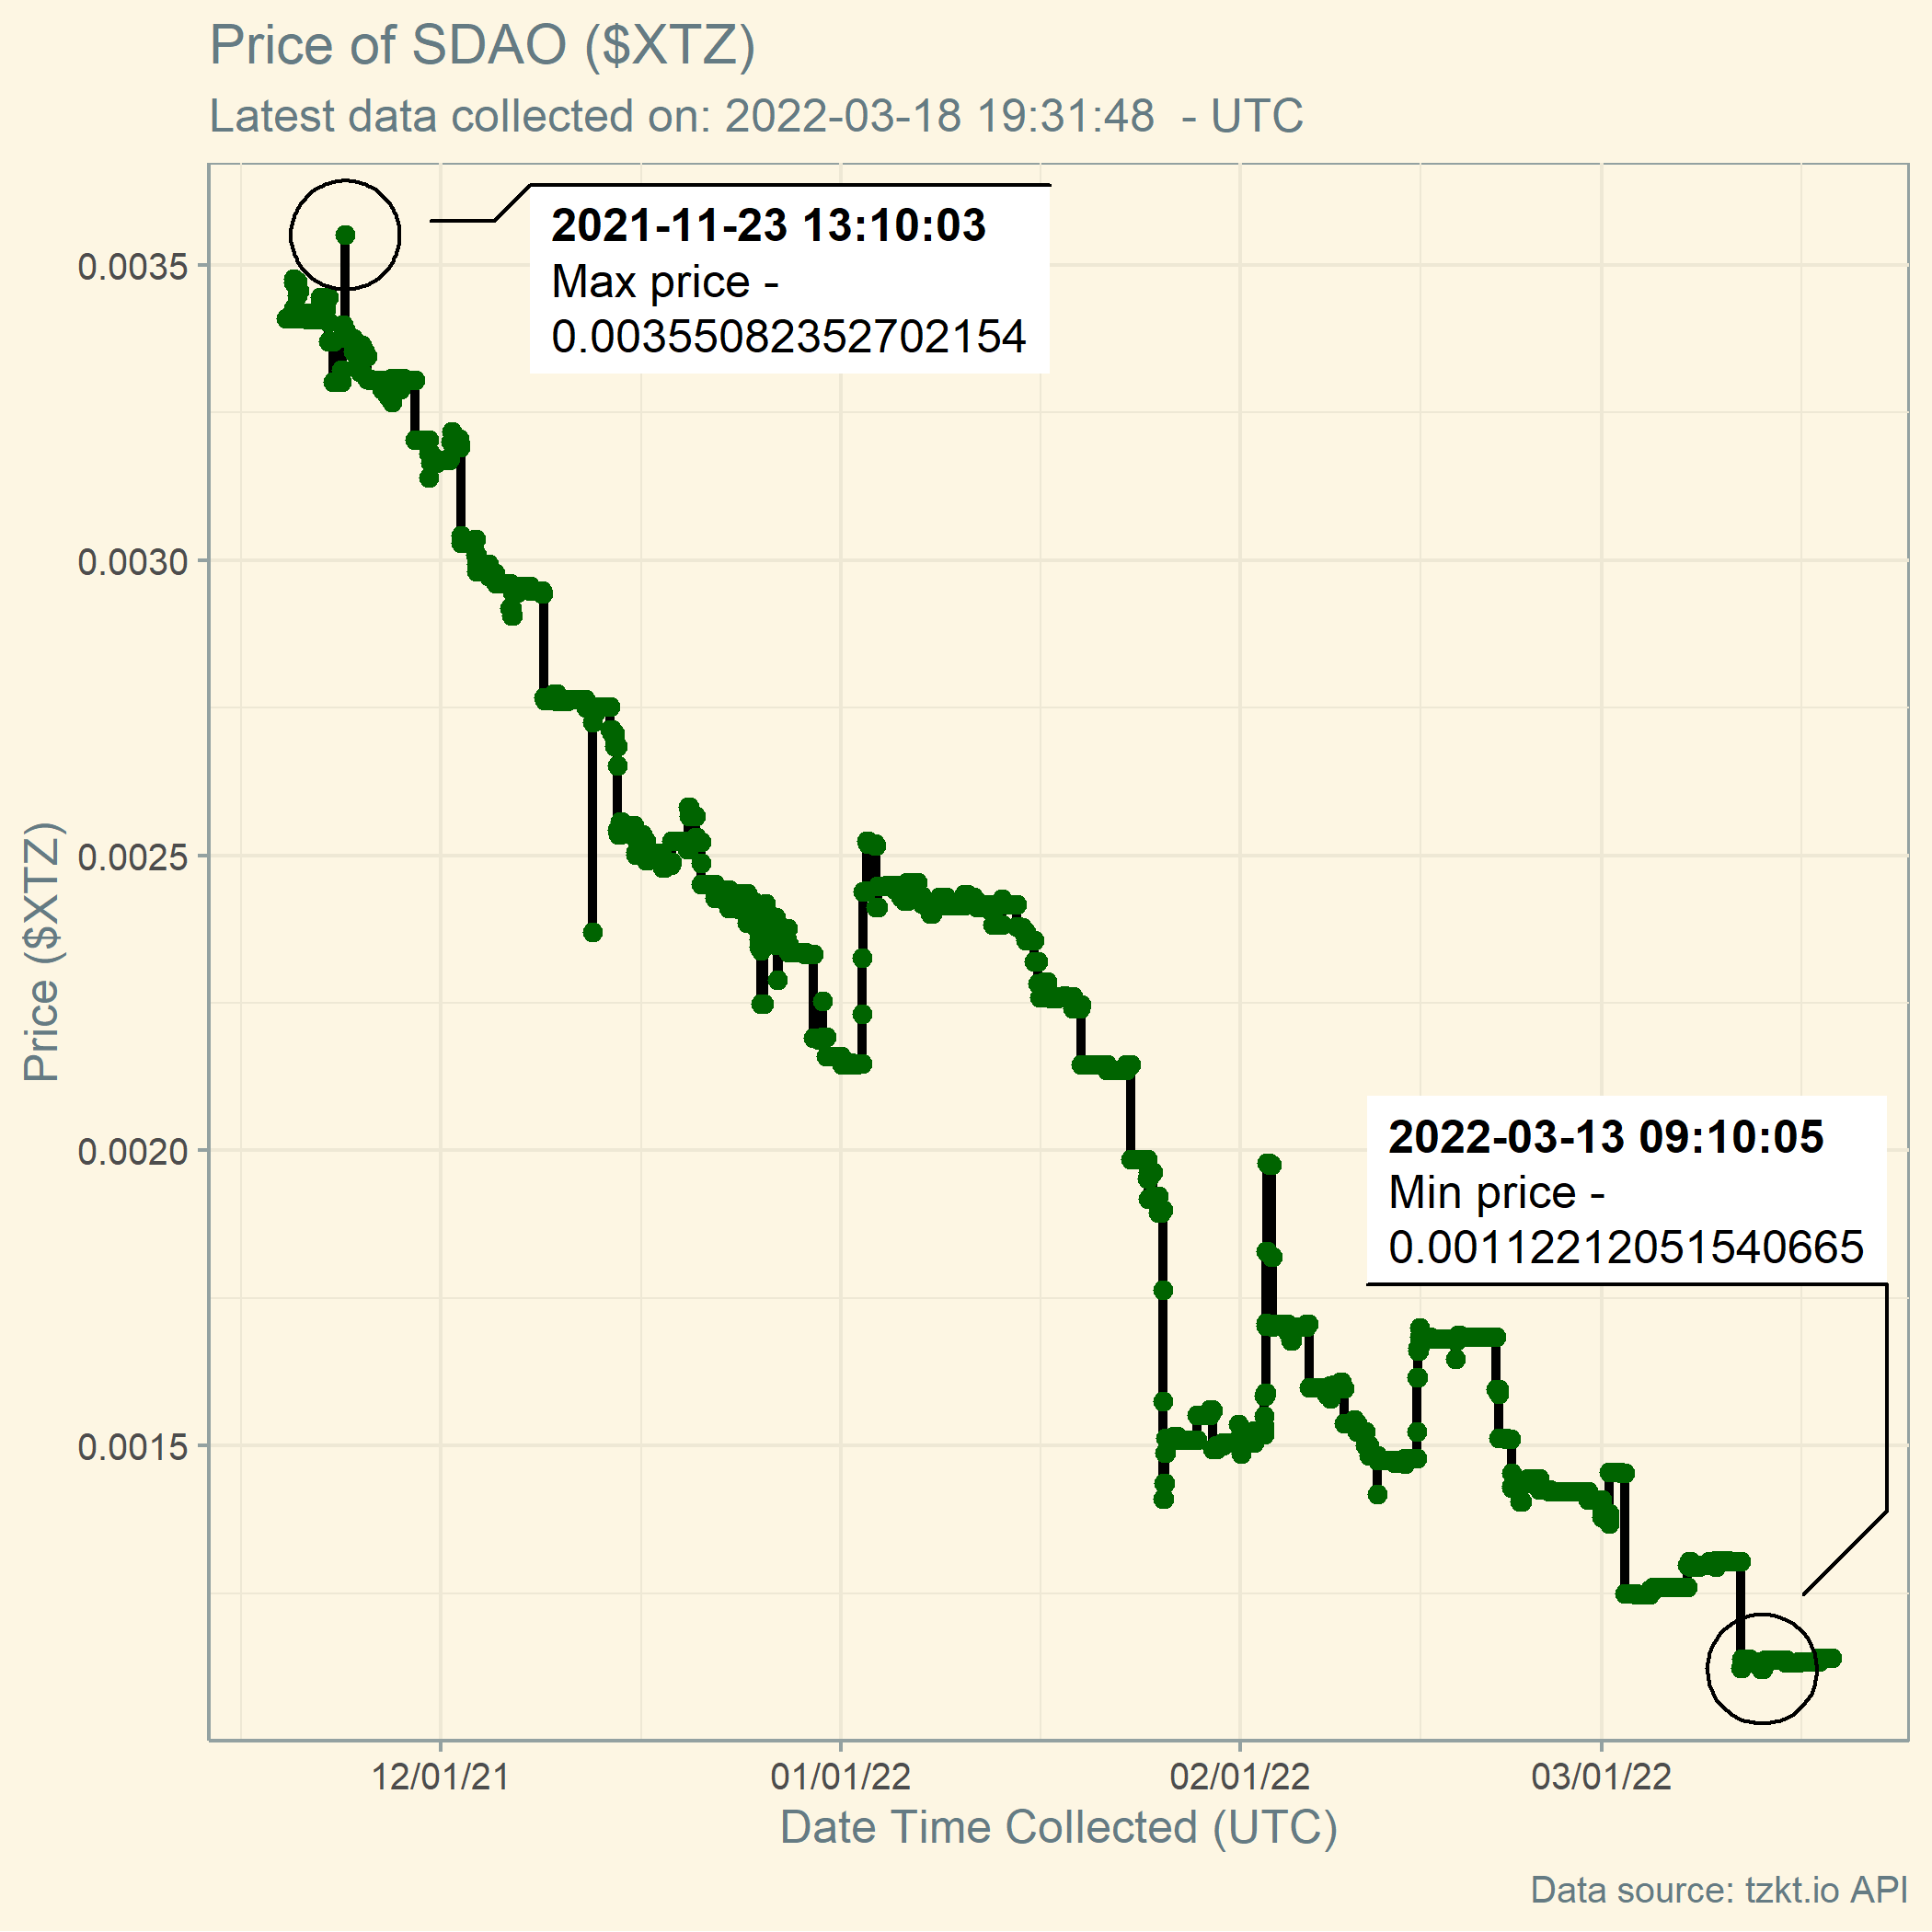 Price of SDAO ($XTZ)
Latest data collected on: 2022-03-18 19:31:48  - UTC
2021-11-23 13:10:03
Max price -
0.00355082352702154
0.0035
0.0030
0.0025
0.0020
0.0015
Price ($XTZ)
2022-03-13 09:10:05
Min price -
0.00112212051540665
12/01/21
01/01/22
02/01/22
03/01/22
Date Time Collected (UTC)
Data source: tzkt.io API